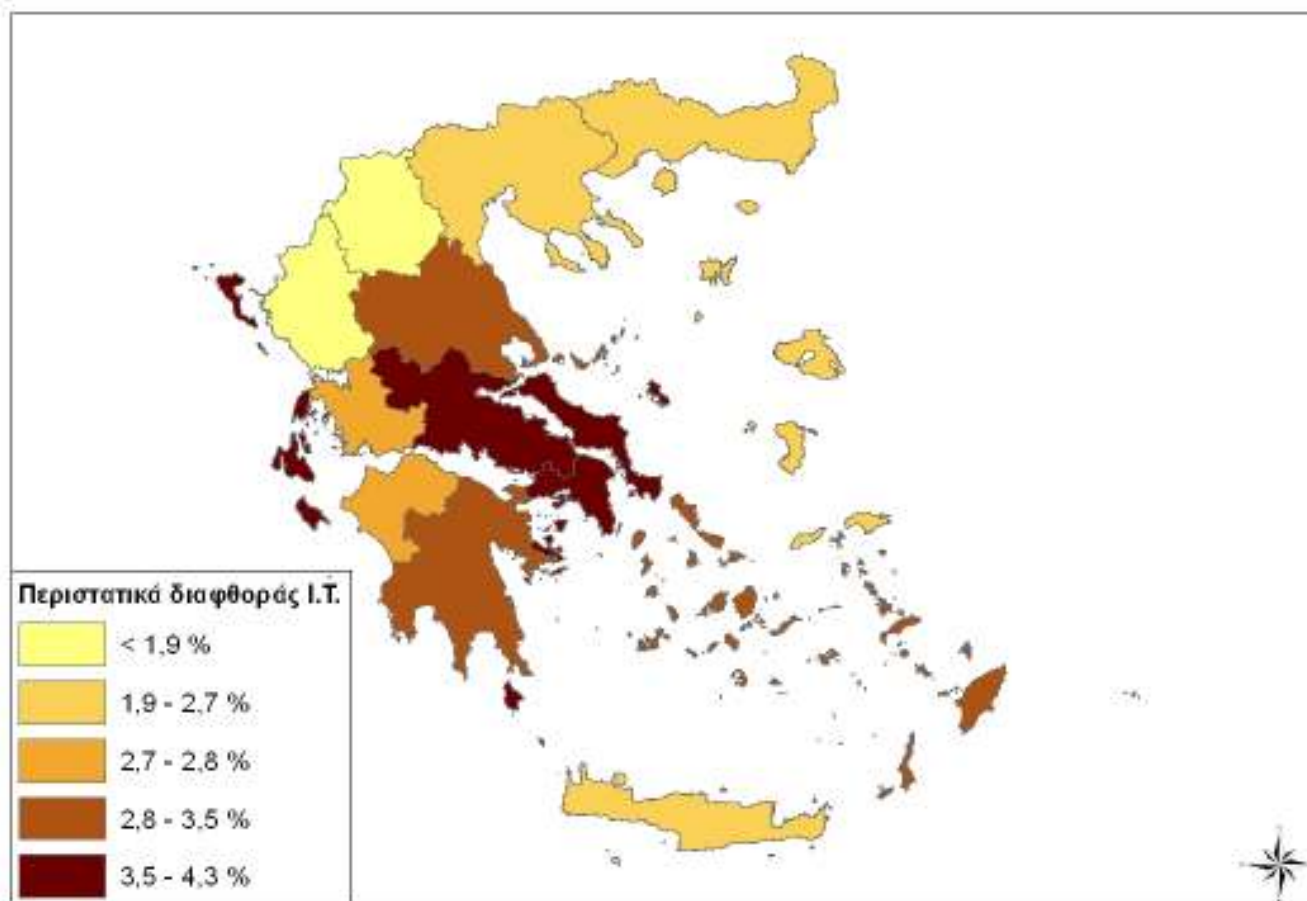 Περιστατικά διαφθοράς Ι.Τ.
< 1,9 %
1,9 - 2,7 %
2,7 - 2,8 %
2,8 - 3,5 %
3,5 - 4,3 %